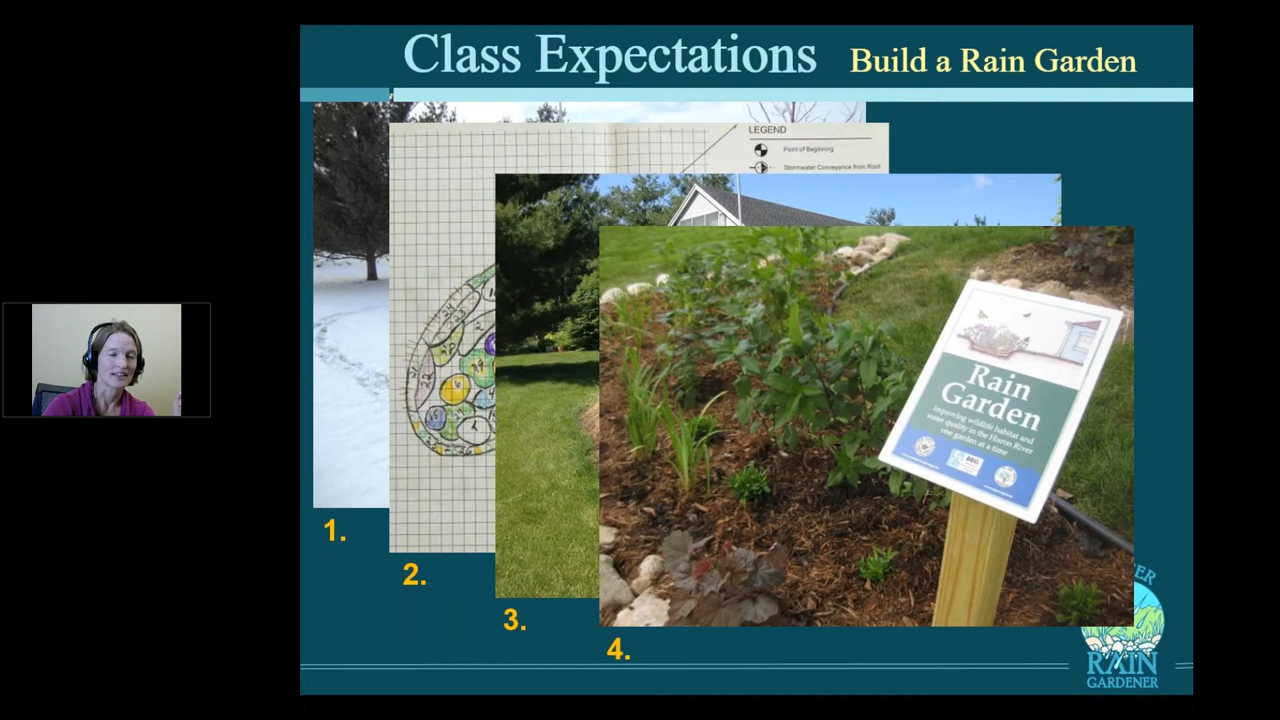 Class Expectations Build a Rain Garden
LEGEND
Point of Beginning
Stormwater Conveyance from Roof
Rain
Garden
Improving wildlife habitat and
water quality in the Huron River
one garden at a time
1.
2.
3.
4.
RAIN
GARDENER